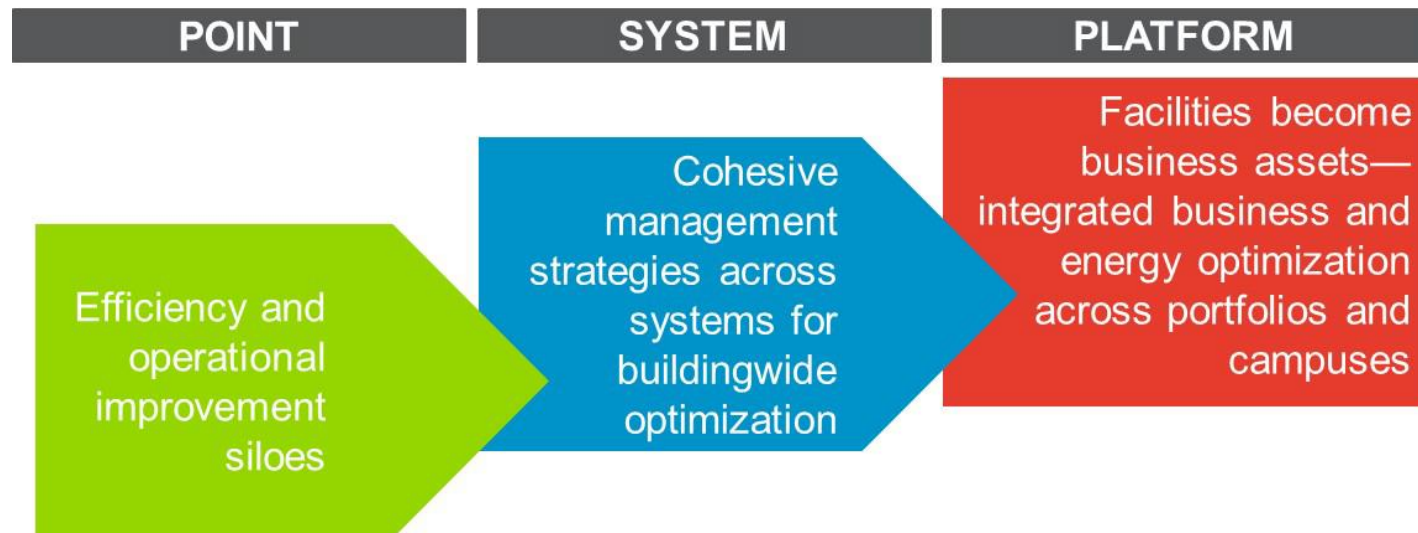 POINT
SYSTEM
PLATFORM
Efficiency and
operational
improvement
siloes
Cohesive
management
strategies across
systems for
buildingwide
optimization
Facilities become
business assets—
integrated business and
energy optimization
across portfolios and
campuses